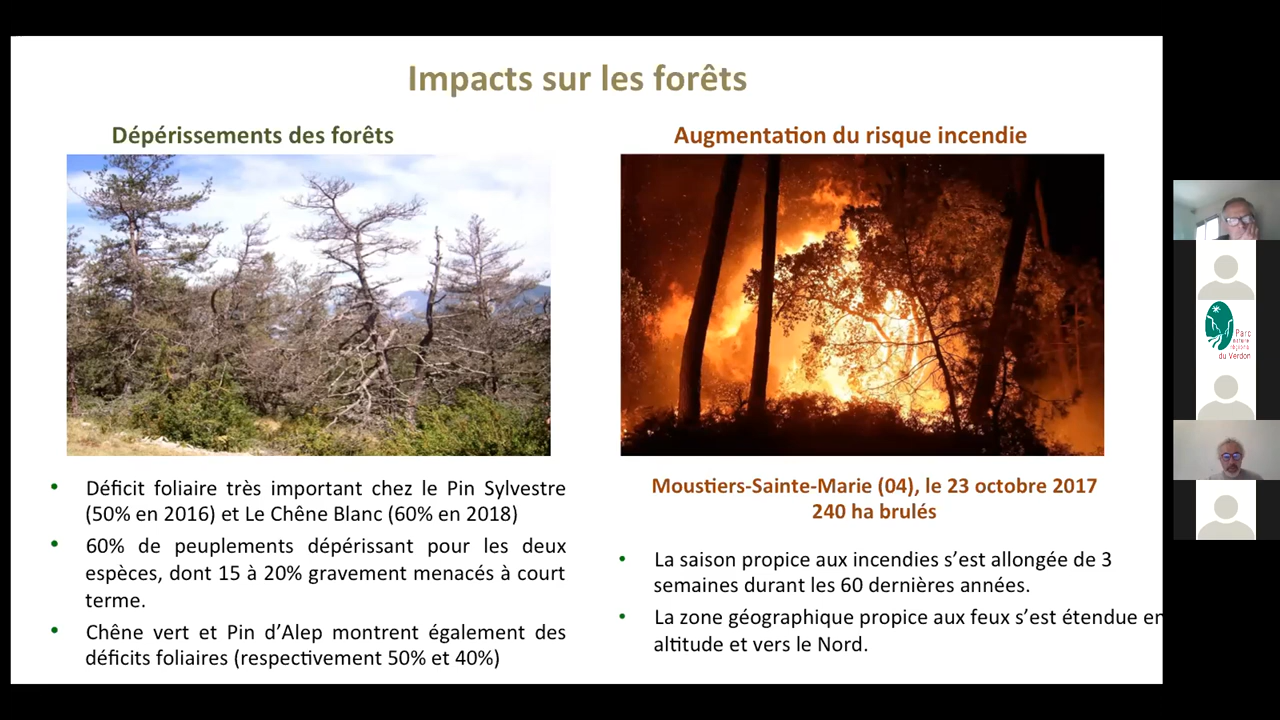 Impacts sur les forêts
Dépérissements des forêts
Déficit foliaire très important chez le Pin Sylvestre
(50% en 2016) et Le Chêne Blanc (60% en 2018)
60% de peuplements dépérissant pour les deux
espèces, dont 15 à 20% gravement menacés à court
terme.
Chêne vert et Pin d’Alep montrent également des
déficits foliaires (respectivement 50% et 40%)
Augmentation du risque incendie
Moustiers-Sainte-Marie (04), le 23 octobre 2017
240 ha brulés
La saison propice aux incendies s’est allongée de 3
semaines durant les 60 dernières années.
La zone géographique propice aux feux s’est étendue en
altitude et vers le Nord.
Parc
naturel
régional
du Verdon